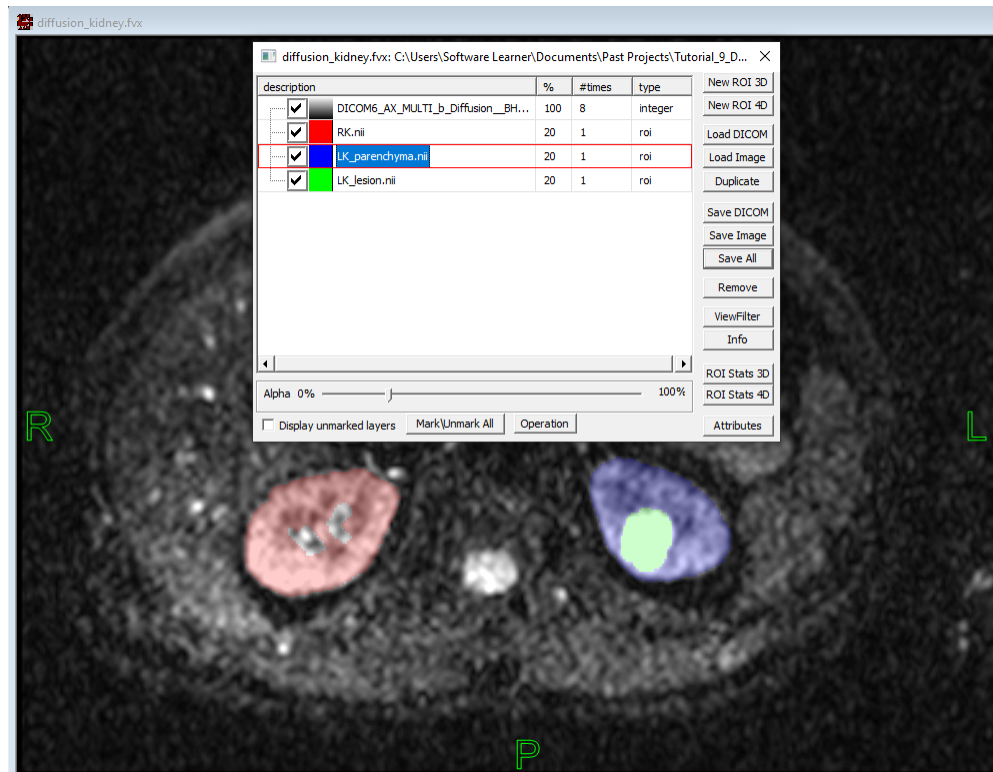 diffusion_kidney.fvx
diffusion_kidney.fvx: C:\Users\Software Learner\Documents\Past Projects\Tutorial_9_D...
description % #times type
DICOM6_AX_MULTI_b_Diffusion__BH... 100 8 integer
RK.nii 20 1 roi
LK_parenchyma.nii 20 1 roi
LK_lesion.nii 20 1 roi
New ROI 3D
New ROI 4D
Load DICOM
Load Image
Duplicate
Save DICOM
Save Image
Save All
Remove
ViewFilter
Info
ROI Stats 3D
ROI Stats 4D
Attributes
Alpha 0% 100%
Display unmarked layers Mark\Unmark All Operation
R
L
P